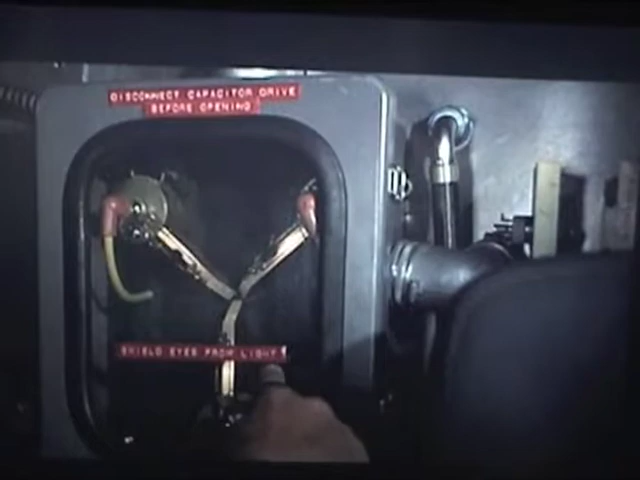 DISCONNECT CAPACITOR DRIVE
BEFORE OPENING
SHIELD EYES FROM LIGHT